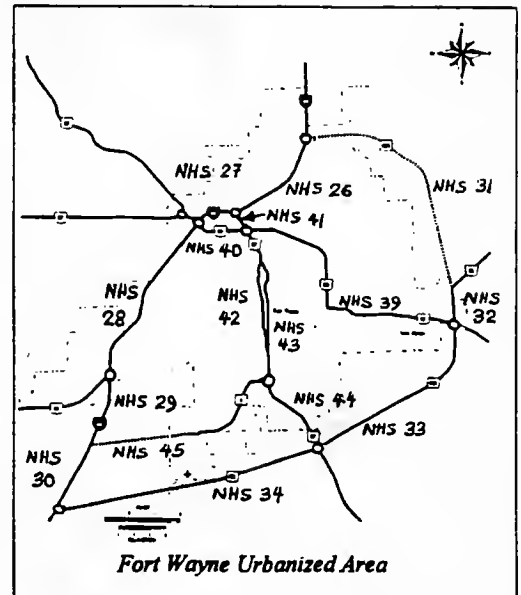 NHS 27
NHS 26
NHS 31
NHS 41
NHS 40
NHS
28
NHS
42
NHS
43
NHS 39
NHS
32
NHS 29
NHS 44
NHS 33
NHS 45
NHS
30
NHS 34
Fort Wayne Urbanized Area